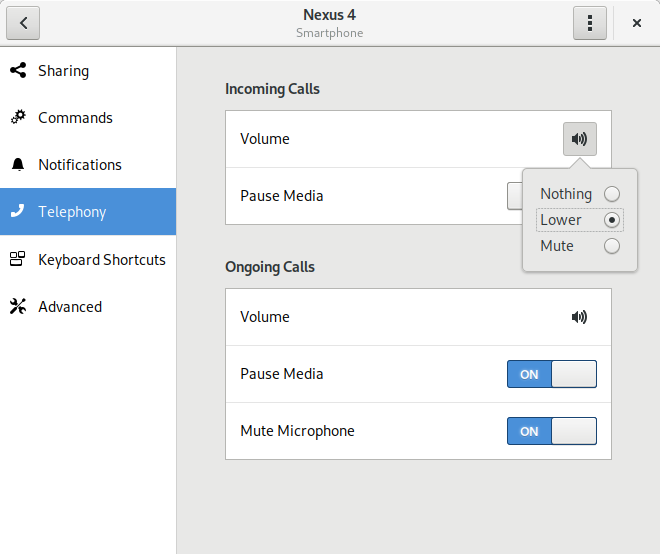 Nexus 4
Smartphone
Sharing
Commands
Notifications
Telephony
Keyboard Shortcuts
Advanced
Incoming Calls
Volume
Pause Media
Nothing
Lower
Mute
Ongoing Calls
Volume
Pause Media ON
Mute Microphone ON